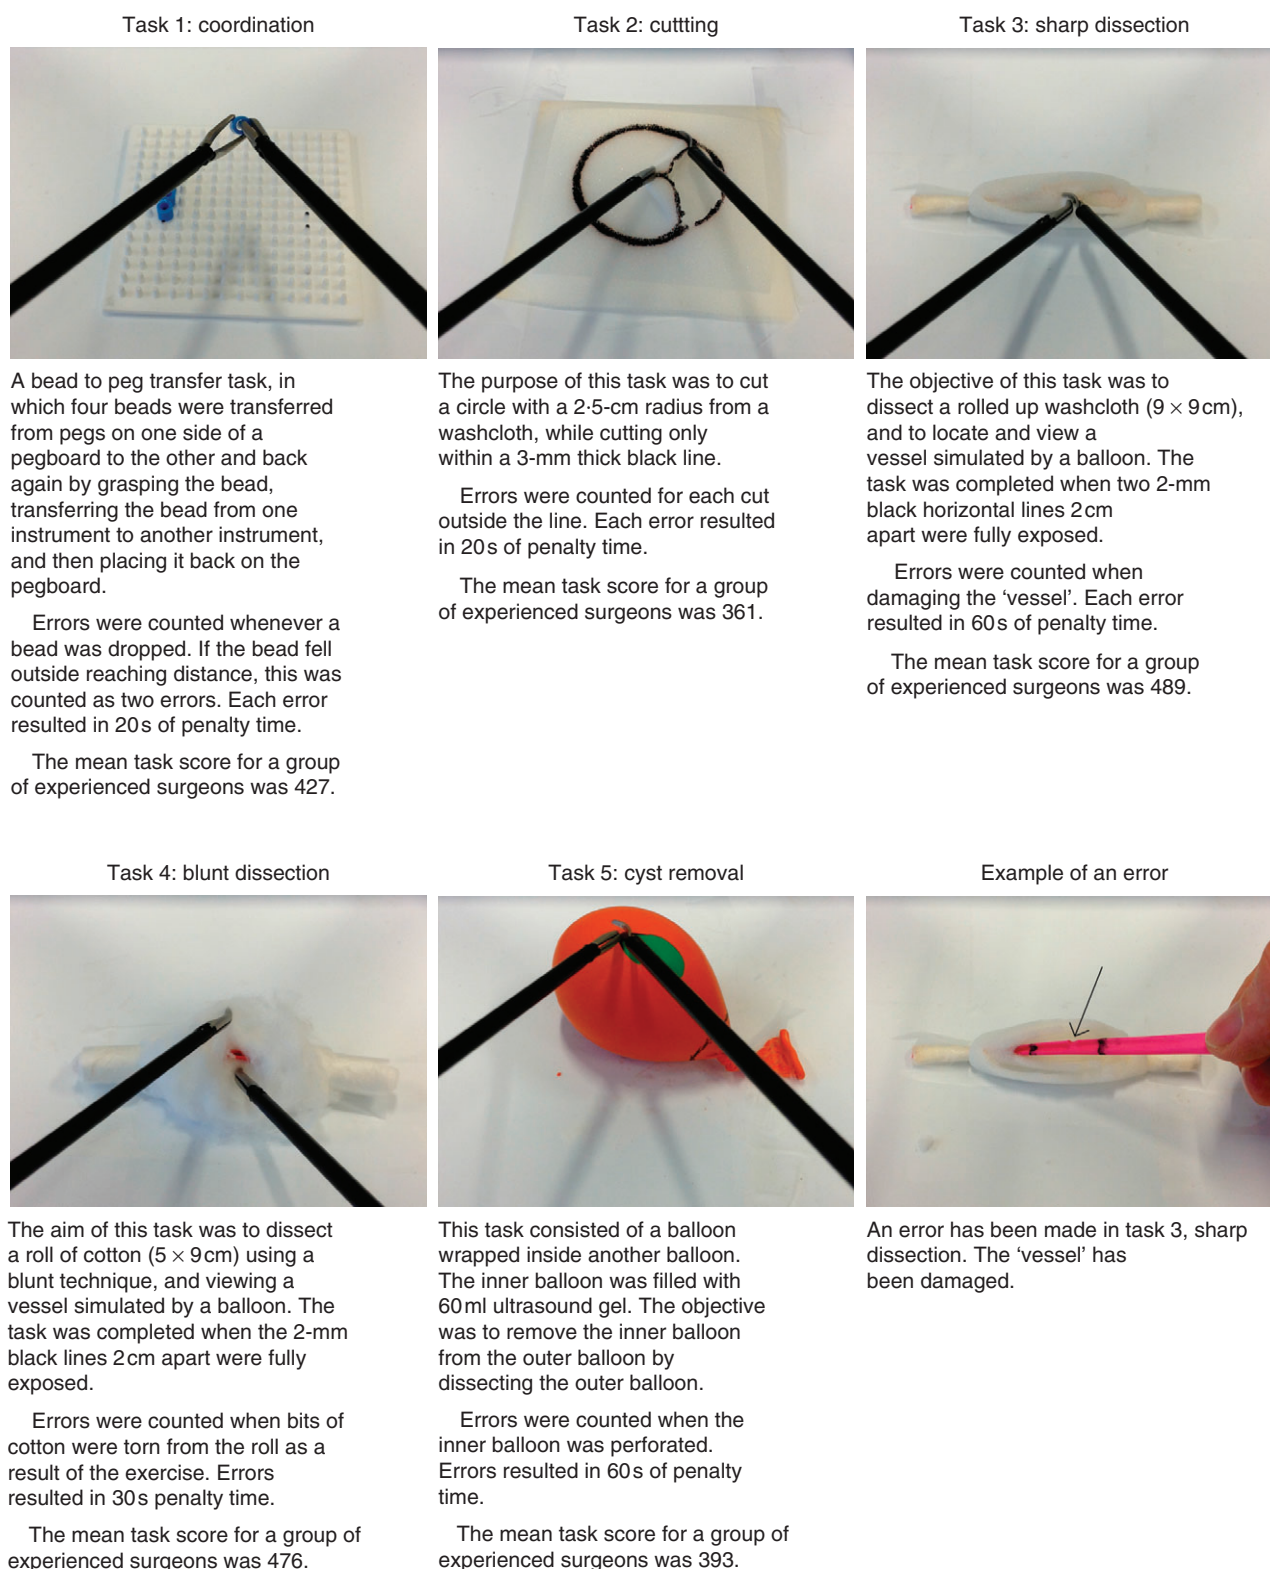 Task 1: coordination
A bead to peg transfer task, in
which four beads were transferred
from pegs on one side of a
pegboard to the other and back
again by grasping the bead,
transferring the bead from one
instrument to another instrument,
and then placing it back on the
pegboard.
Errors were counted whenever a
bead was dropped. If the bead fell
outside reaching distance, this was
counted as two errors. Each error
resulted in 20 s of penalty time.
The mean task score for a group
of experienced surgeons was 427.
Task 2: cuttting
The purpose of this task was to cut
a circle with a 2·5-cm radius from a
washcloth, while cutting only
within a 3-mm thick black line.
Errors were counted for each cut
outside the line. Each error resulted
in 20 s of penalty time.
The mean task score for a group
of experienced surgeons was 361.
Task 3: sharp dissection
The objective of this task was to
dissect a rolled up washcloth (9 × 9 cm),
and to locate and view a
vessel simulated by a balloon. The
task was completed when two 2-mm
black horizontal lines 2 cm
apart were fully exposed.
Errors were counted when
damaging the ‘vessel’. Each error
resulted in 60 s of penalty time.
The mean task score for a group
of experienced surgeons was 489.
Task 4: blunt dissection
The aim of this task was to dissect
a roll of cotton (5 × 9 cm) using a
blunt technique, and viewing a
vessel simulated by a balloon. The
task was completed when the 2-mm
black lines 2 cm apart were fully
exposed.
Errors were counted when bits of
cotton were torn from the roll as a
result of the exercise. Errors
resulted in 30 s penalty time.
The mean task score for a group of
experienced surgeons was 476.
Task 5: cyst removal
This task consisted of a balloon
wrapped inside another balloon.
The inner balloon was filled with
60 ml ultrasound gel. The objective
was to remove the inner balloon
from the outer balloon by
dissecting the outer balloon.
Errors were counted when the
inner balloon was perforated.
Errors resulted in 60 s of penalty
time.
The mean task score for a group of
experienced surgeons was 393.
Example of an error
An error has been made in task 3, sharp
dissection. The ‘vessel’ has
been damaged.